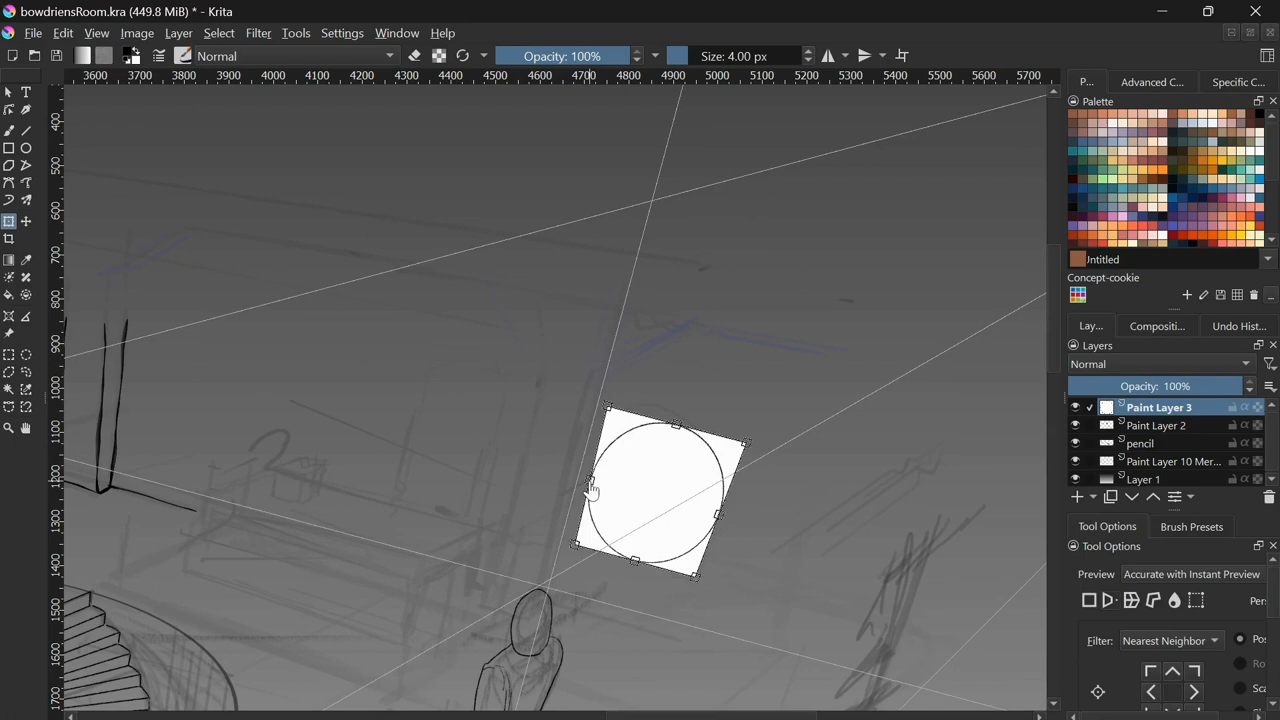 bowdriensRoom.kra (449.8 MiB) * - Krita
File Edit View Image Layer Select Filter Tools Settings Window Help
Normal Opacity: 100% Size: 4.00 px
3600 3700 3800 3900 4000 4100 4200 4300 4400 4500 4600 4700 4800 4900 5000 5100 5200 5300 5400 5500 5600 5700
400 500 600 700 800 900 1000 1100 1200 1300 1400 1500 1600 1700
P... Advanced C... Specific C...
Palette
Untitled
Concept-cookie
Lay... Compositi... Undo Hist...
Layers
Normal
Opacity: 100%
Paint Layer 3
Paint Layer 2
pencil
Paint Layer 10 Mer...
Layer 1
Tool Options Brush Presets
Tool Options
Preview Accurate with Instant Preview
Per
Filter: Nearest Neighbor Pos
Ro
Sca